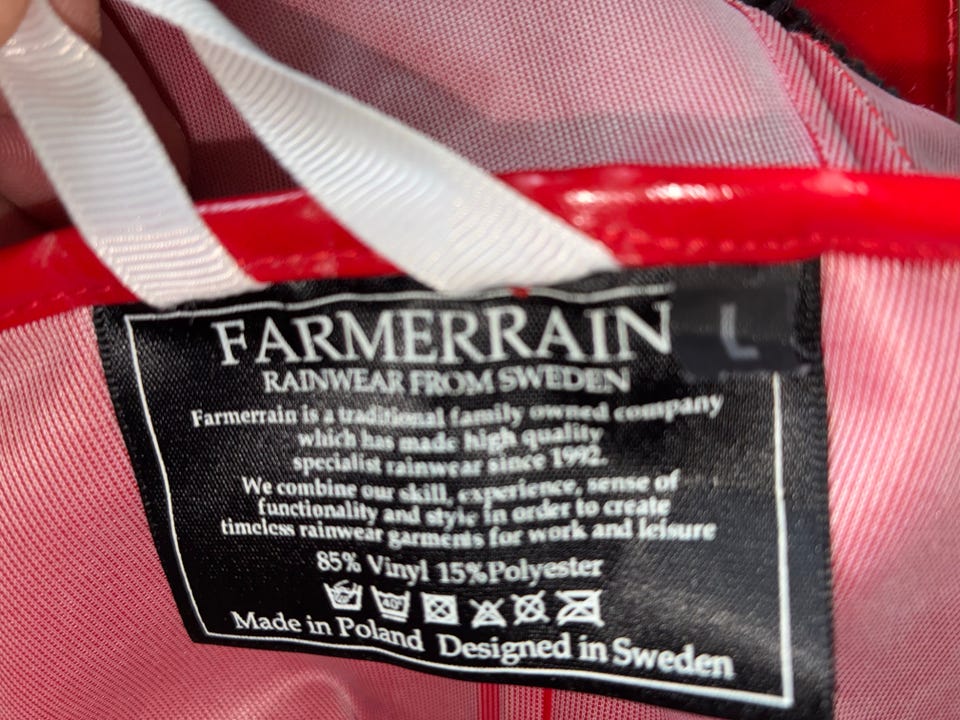 FARMERRAIN L
RAINWEAR FROM SWEDEN
Farmerrain is a traditional family owned company
which has made high quality
specialist rainwear since 1992.
We combine our skill, experience, sense of
functionality and style in order to create
timeless rainwear garments for work and leisure
85% Vinyl 15%Polyester
40°
Made in Poland Designed in Sweden